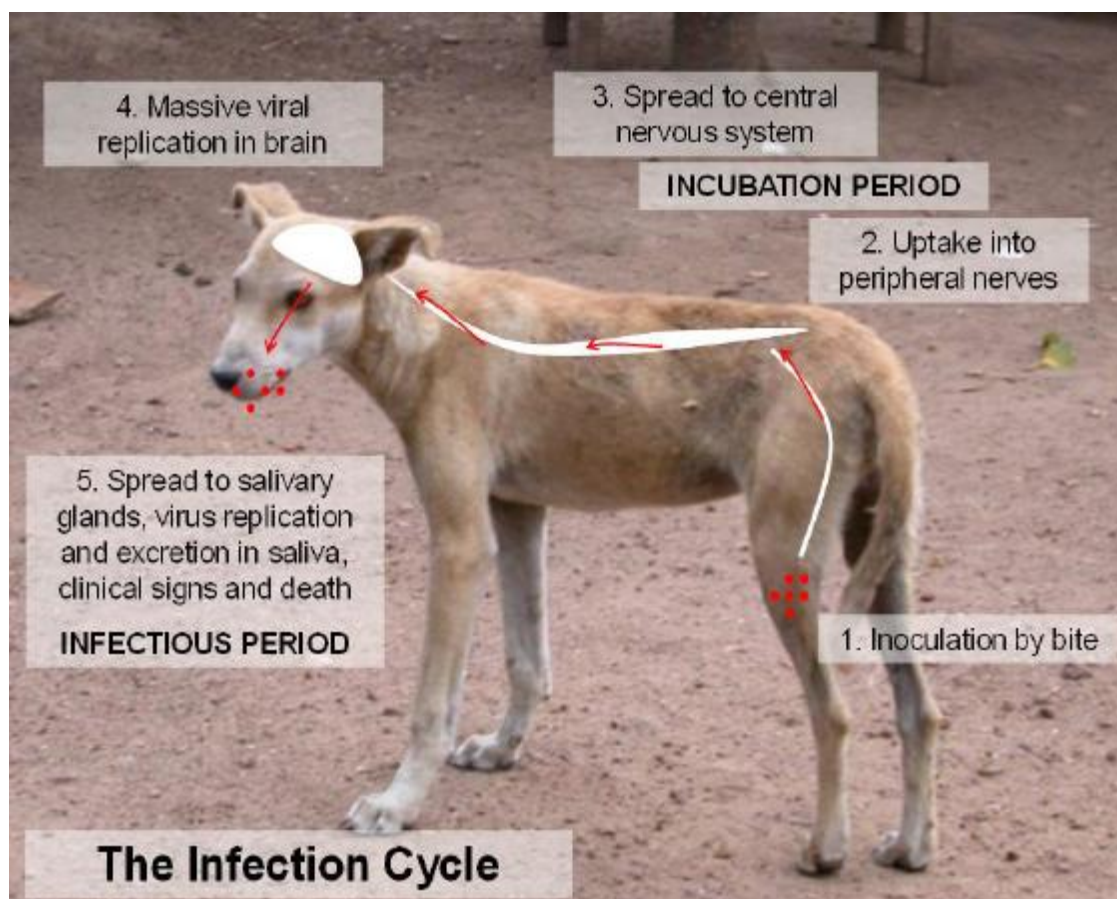 4. Massive viral
replication in brain
3. Spread to central
nervous system
INCUBATION PERIOD
2. Uptake into
peripheral nerves
5. Spread to salivary
glands, virus replication
and excretion in saliva,
clinical signs and death
INFECTIOUS PERIOD
1. Inoculation by bite
The Infection Cycle